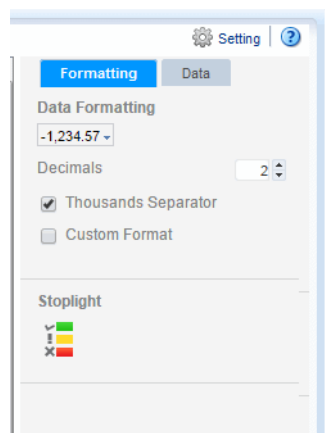 Setting
Formatting Data
Data Formatting
-1,234.57
Decimals 2
Thousands Separator
Custom Format
Stoplight